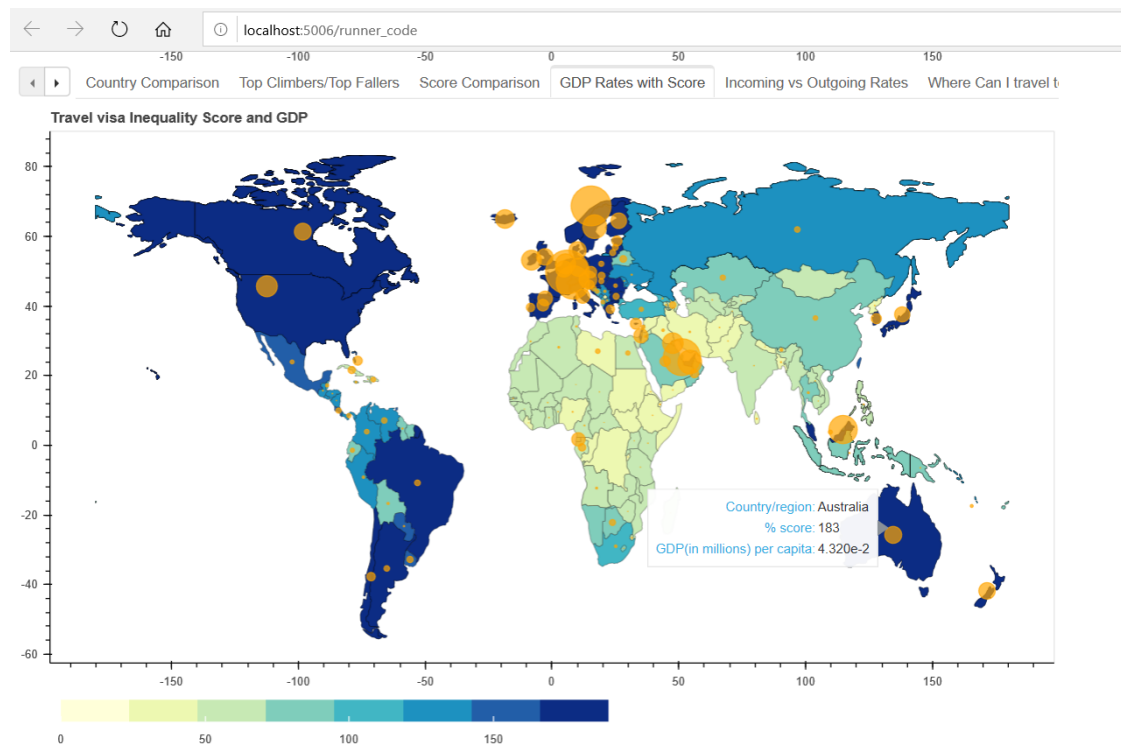 localhost:5006/runner_code
-150 -100 -50 0 50 100 150
Country Comparison Top Climbers/Top Fallers Score Comparison GDP Rates with Score Incoming vs Outgoing Rates Where Can I travel t
Travel visa Inequality Score and GDP
80
60
40
20
0
-20
Country/region: Australia
% score: 183
GDP(in millions) per capita: 4.320e-2
-40
-60
-150 -100 -50 0 50 100 150
0 50 100 150